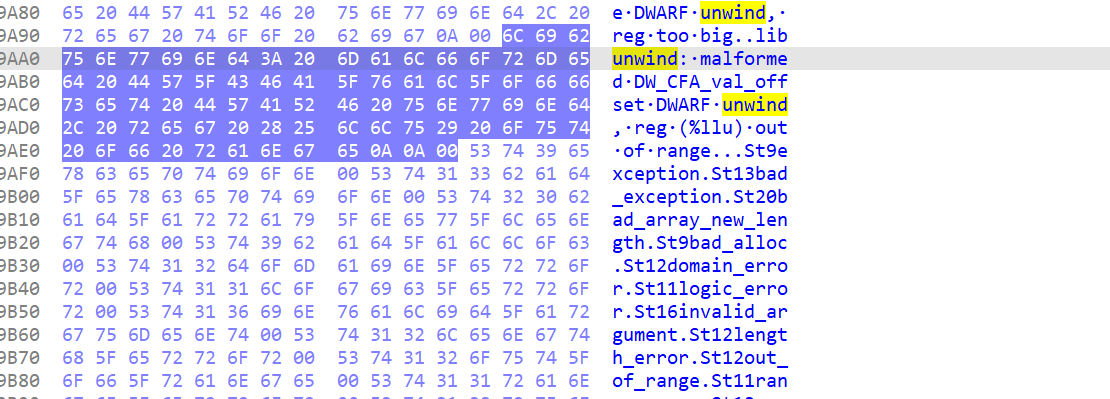 9A80 65 20 44 57 41 52 46 20 75 6E 77 69 6E 64 2C 20 e·DWARF·unwind,·
9A90 72 65 67 20 74 6F 6F 20 62 69 67 0A 00 6C 69 62 reg·too·big..lib
9AA0 75 6E 77 69 6E 64 3A 20 6D 61 6C 66 6F 72 6D 65 unwind:·malforme
9AB0 64 20 44 57 5F 43 46 41 5F 76 61 6C 5F 6F 66 66 d·DW_CFA_val_off
9AC0 73 65 74 20 44 57 41 52 46 20 75 6E 77 69 6E 64 set·DWARF·unwind
9AD0 2C 20 72 65 67 20 28 25 6C 6C 75 29 20 6F 75 74 ,·reg·(%llu)·out
9AE0 20 6F 66 20 72 61 6E 67 65 0A 0A 00 53 74 39 65 ·of·range...St9e
9AF0 78 63 65 70 74 69 6F 6E 00 53 74 31 33 62 61 64 xception.St13bad
9B00 5F 65 78 63 65 70 74 69 6F 6E 00 53 74 32 30 62 _exception.St20b
9B10 61 64 5F 61 72 72 61 79 5F 6E 65 77 5F 6C 65 6E ad_array_new_len
9B20 67 74 68 00 53 74 39 62 61 64 5F 61 6C 6C 6F 63 gth.St9bad_alloc
9B30 00 53 74 31 32 64 6F 6D 61 69 6E 5F 65 72 72 6F .St12domain_erro
9B40 72 00 53 74 31 31 6C 6F 67 69 63 5F 65 72 72 6F r.St11logic_erro
9B50 72 00 53 74 31 36 69 6E 76 61 6C 69 64 5F 61 72 r.St16invalid_ar
9B60 67 75 6D 65 6E 74 00 53 74 31 32 6C 65 6E 67 74 gument.St12lengt
9B70 68 5F 65 72 72 6F 72 00 53 74 31 32 6F 75 74 5F h_error.St12out_
9B80 6F 66 5F 72 61 6E 67 65 00 53 74 31 31 72 61 6E of_range.St11ran